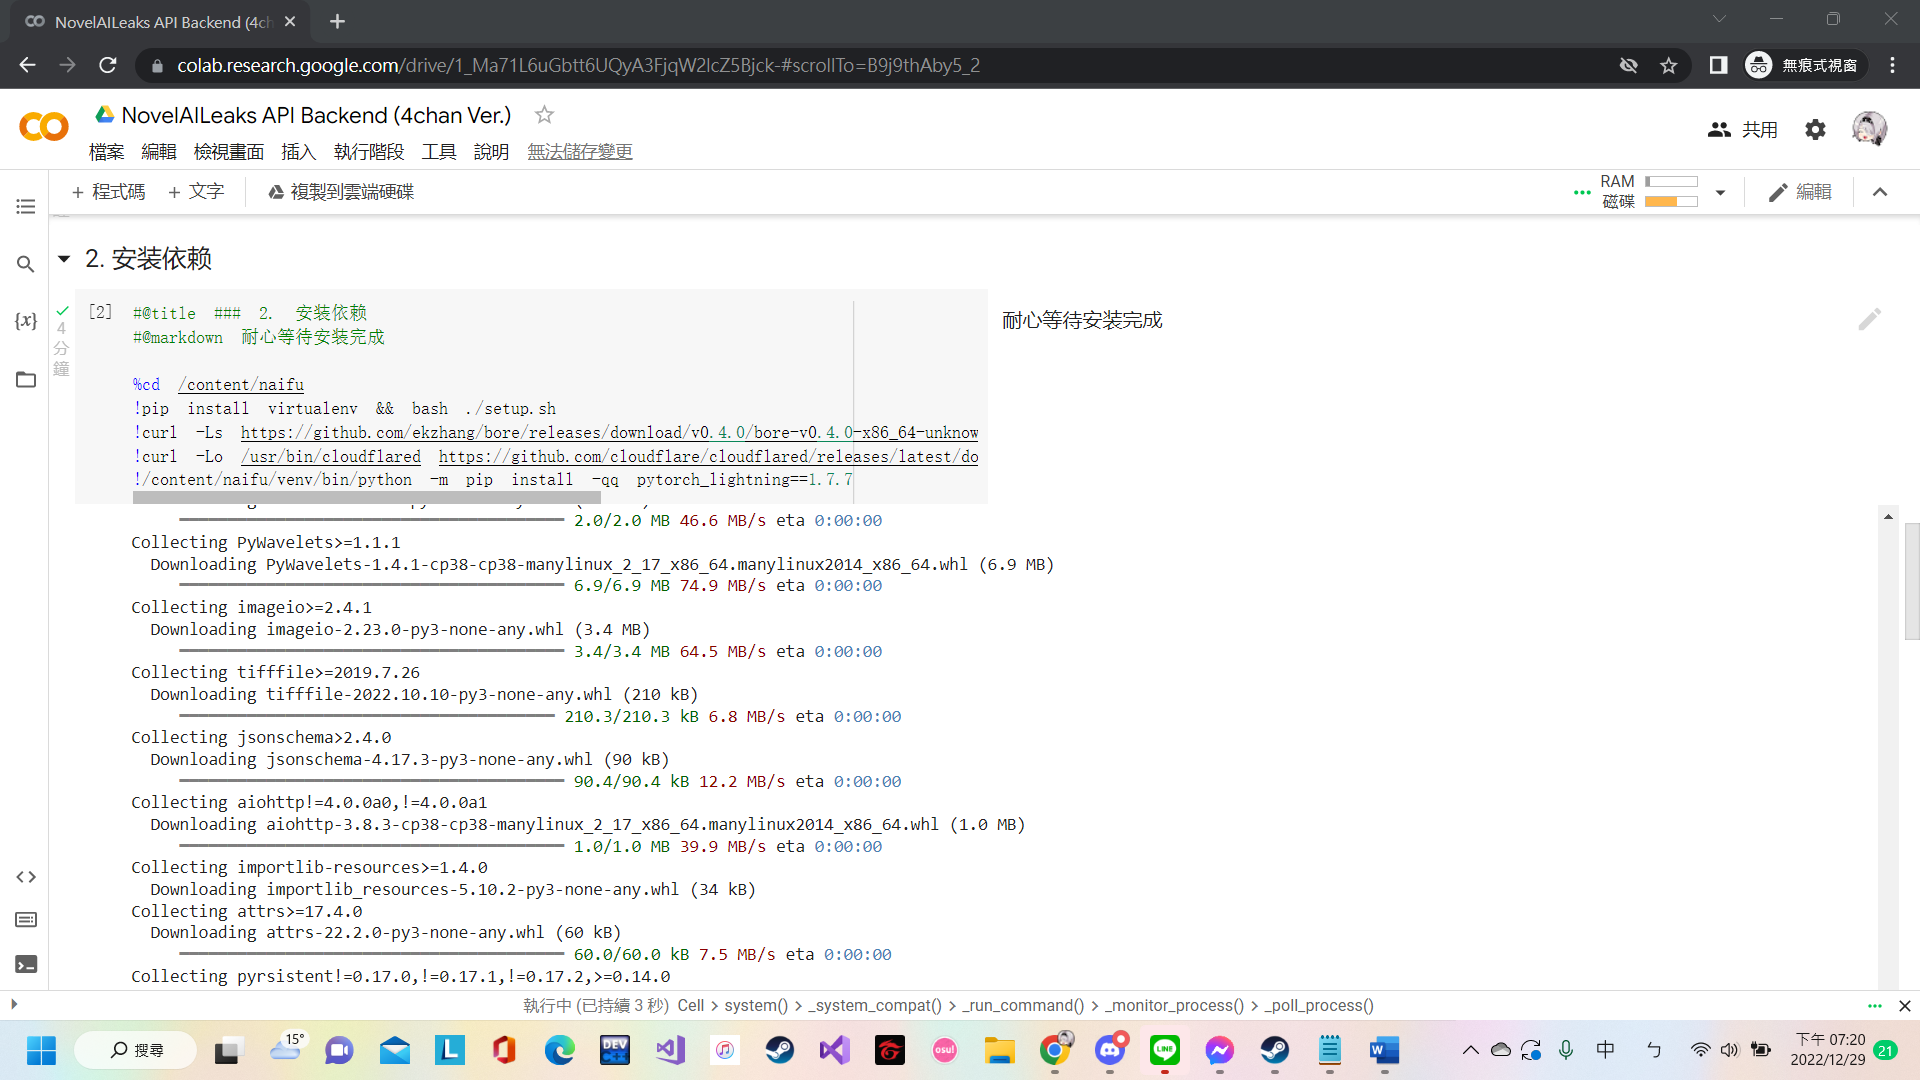 NovelAILeaks API Backend (4ch
colab.research.google.com/drive/1_Ma71L6uGbtt6UQyA3FjqW2lcZ5Bjck-#scrollTo=B9j9thAby5_2
無痕式視窗
NovelAILeaks API Backend (4chan Ver.)
共用
檔案 編輯 檢視畫面 插入 執行階段 工具 說明 無法儲存變更
+ 程式碼 + 文字 複製到雲端硬碟
RAM
磁碟
編輯
2. 安装依赖
[2]
4
分
鐘
#@title ### 2. 安装依赖
#@markdown 耐心等待安装完成
%cd /content/naifu
!pip install virtualenv && bash ./setup.sh
!curl -Ls https://github.com/ekzhang/bore/releases/download/v0.4.0/bore-v0.4.0-x86_64-unknow
!curl -Lo /usr/bin/cloudflared https://github.com/cloudflare/cloudflared/releases/latest/do
!/content/naifu/venv/bin/python -m pip install -qq pytorch_lightning==1.7.7
耐心等待安装完成
2.0/2.0 MB 46.6 MB/s eta 0:00:00
Collecting PyWavelets>=1.1.1
Downloading PyWavelets-1.4.1-cp38-cp38-manylinux_2_17_x86_64.manylinux2014_x86_64.whl (6.9 MB)
6.9/6.9 MB 74.9 MB/s eta 0:00:00
Collecting imageio>=2.4.1
Downloading imageio-2.23.0-py3-none-any.whl (3.4 MB)
3.4/3.4 MB 64.5 MB/s eta 0:00:00
Collecting tifffile>=2019.7.26
Downloading tifffile-2022.10.10-py3-none-any.whl (210 kB)
210.3/210.3 kB 6.8 MB/s eta 0:00:00
Collecting jsonschema>2.4.0
Downloading jsonschema-4.17.3-py3-none-any.whl (90 kB)
90.4/90.4 kB 12.2 MB/s eta 0:00:00
Collecting aiohttp!=4.0.0a0,!=4.0.0a1
Downloading aiohttp-3.8.3-cp38-cp38-manylinux_2_17_x86_64.manylinux2014_x86_64.whl (1.0 MB)
1.0/1.0 MB 39.9 MB/s eta 0:00:00
Collecting importlib-resources>=1.4.0
Downloading importlib_resources-5.10.2-py3-none-any.whl (34 kB)
Collecting attrs>=17.4.0
Downloading attrs-22.2.0-py3-none-any.whl (60 kB)
60.0/60.0 kB 7.5 MB/s eta 0:00:00
Collecting pyrsistent!=0.17.0,!=0.17.1,!=0.17.2,>=0.14.0
執行中 (已持續 3 秒) Cell > system() > _system_compat() > _run_command() > _monitor_process() > _poll_process()
搜尋
15°
DEV
osu!
LINE
中 ㄣ
下午 07:20
2022/12/29
21